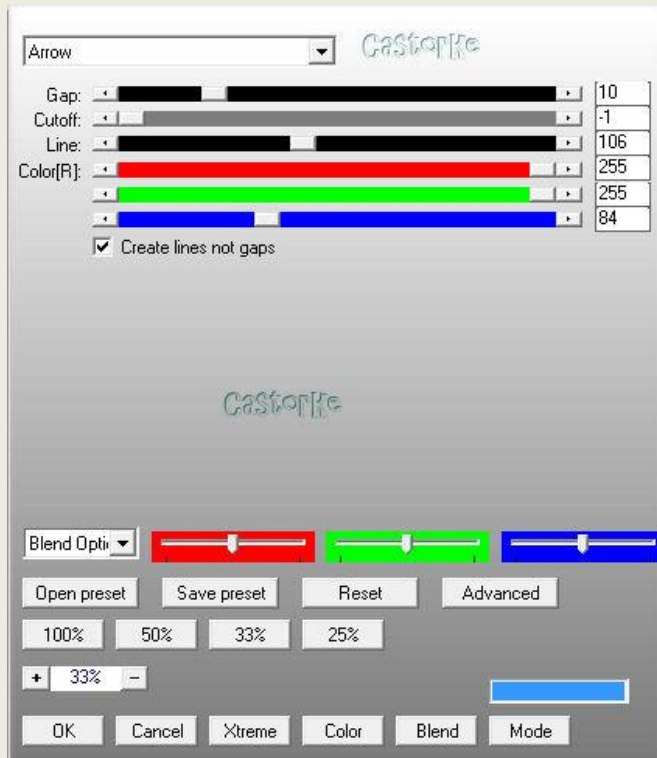 Arrow
CaStorKe
Gap: 10
Cutoff: -1
Line: 106
Color[R]: 255
255
84
Create lines not gaps
CaStorKe
Blend Opti
Open preset Save preset Reset Advanced
100% 50% 33% 25%
+ 33% −
OK Cancel Xtreme Color Blend Mode